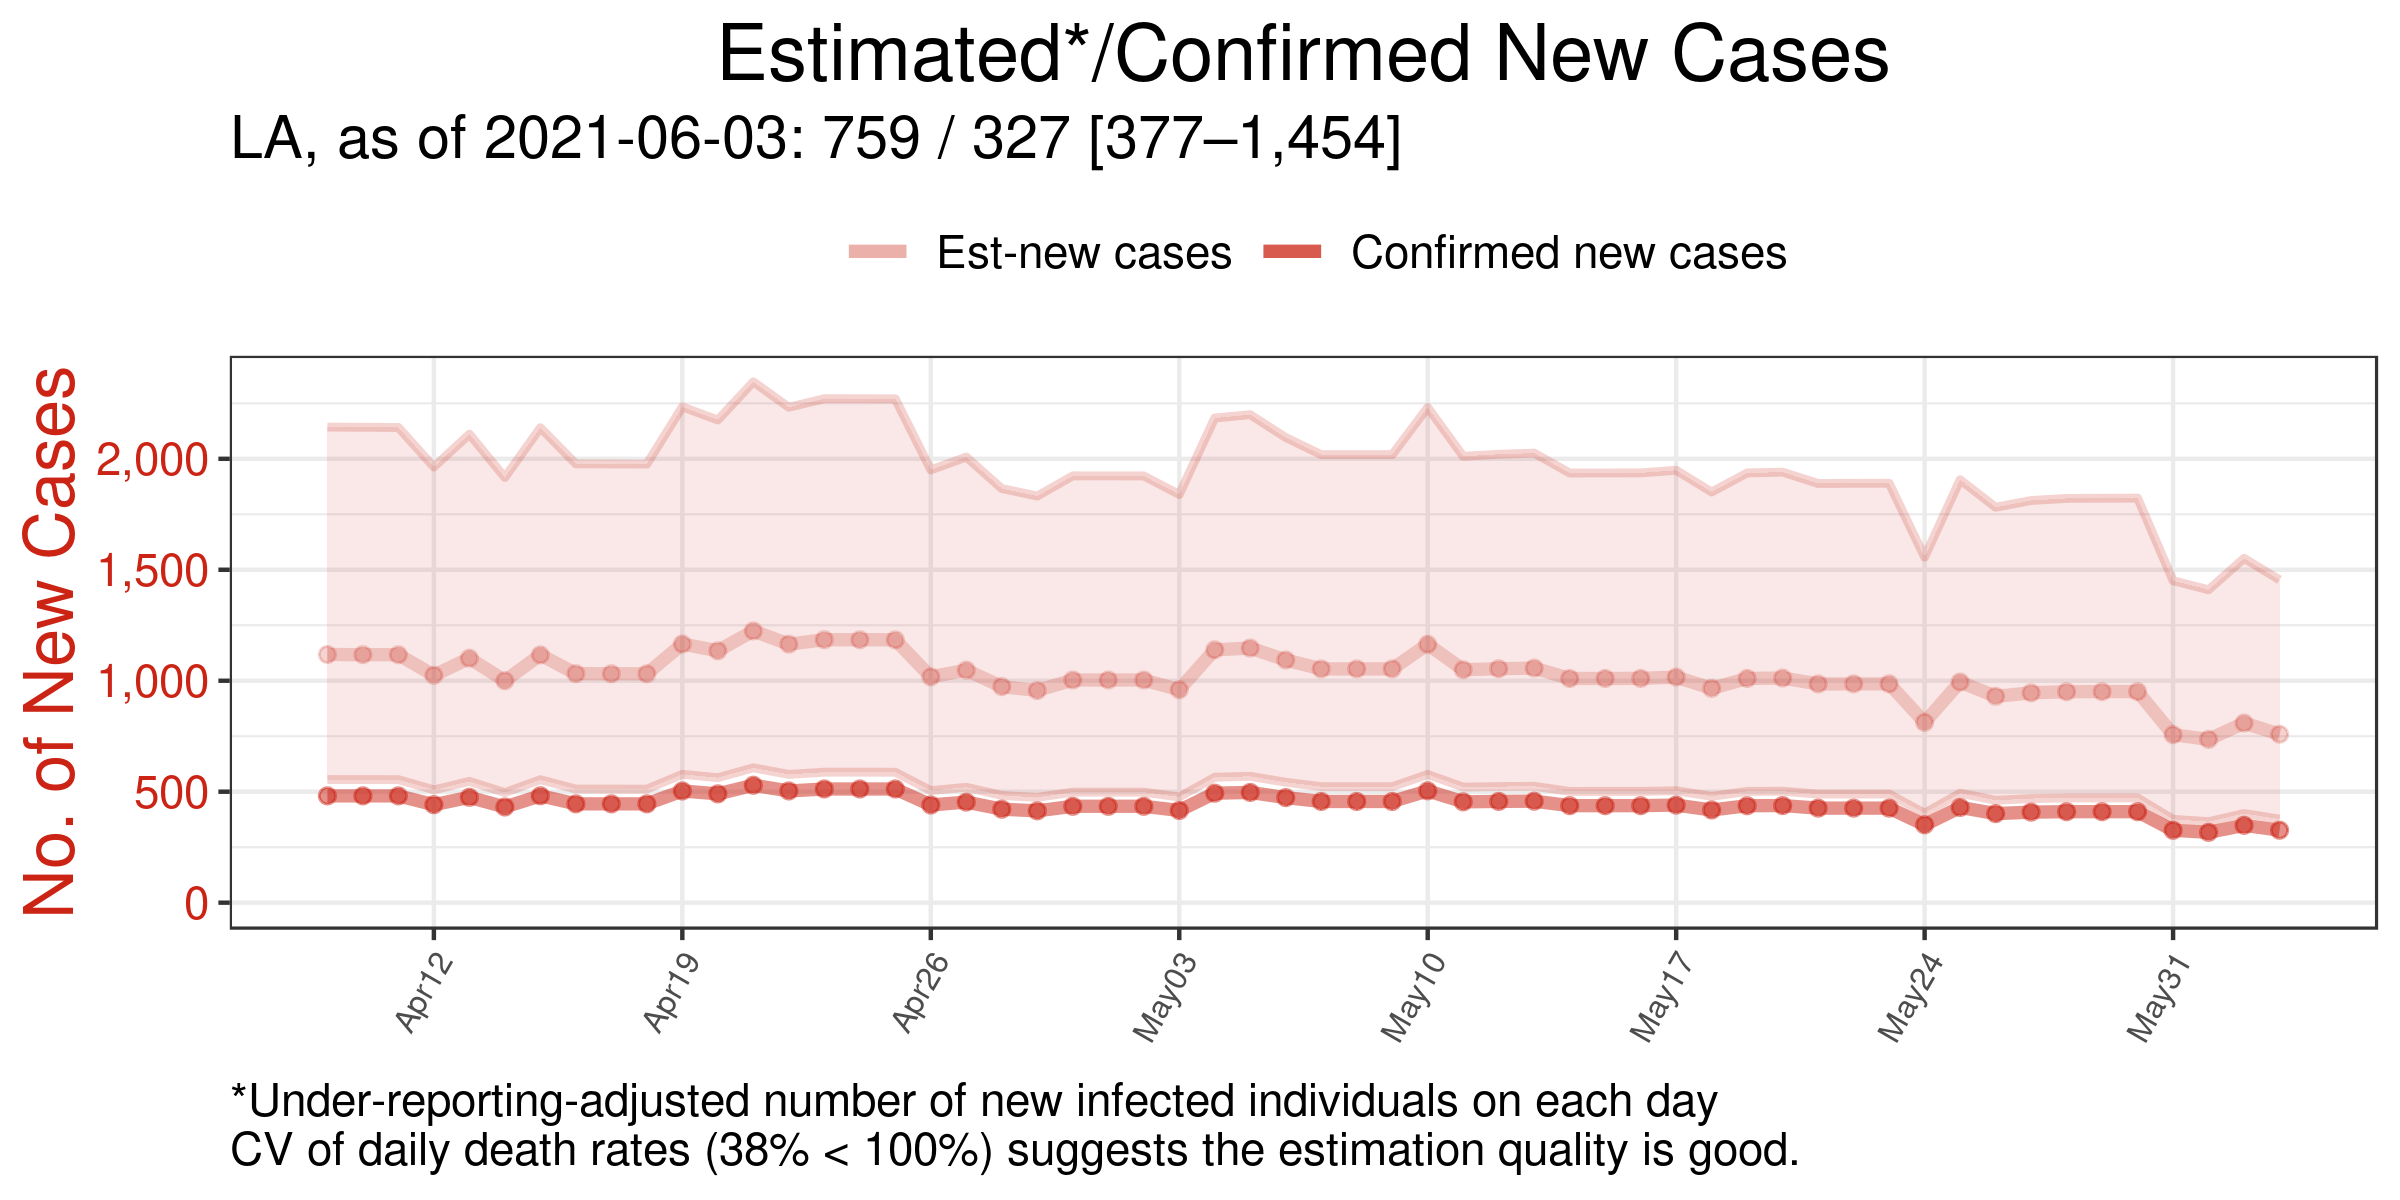 Estimated*/Confirmed New Cases
LA, as of 2021-06-03: 759 / 327 [377–1,454]
Est-new cases
Confirmed new cases
No. of New Cases
2,000
1,500
1,000
500
0
Apr12
Apr19
Apr26
May03
May10
May17
May24
May31
*Under-reporting-adjusted number of new infected individuals on each day
CV of daily death rates (38% < 100%) suggests the estimation quality is good.